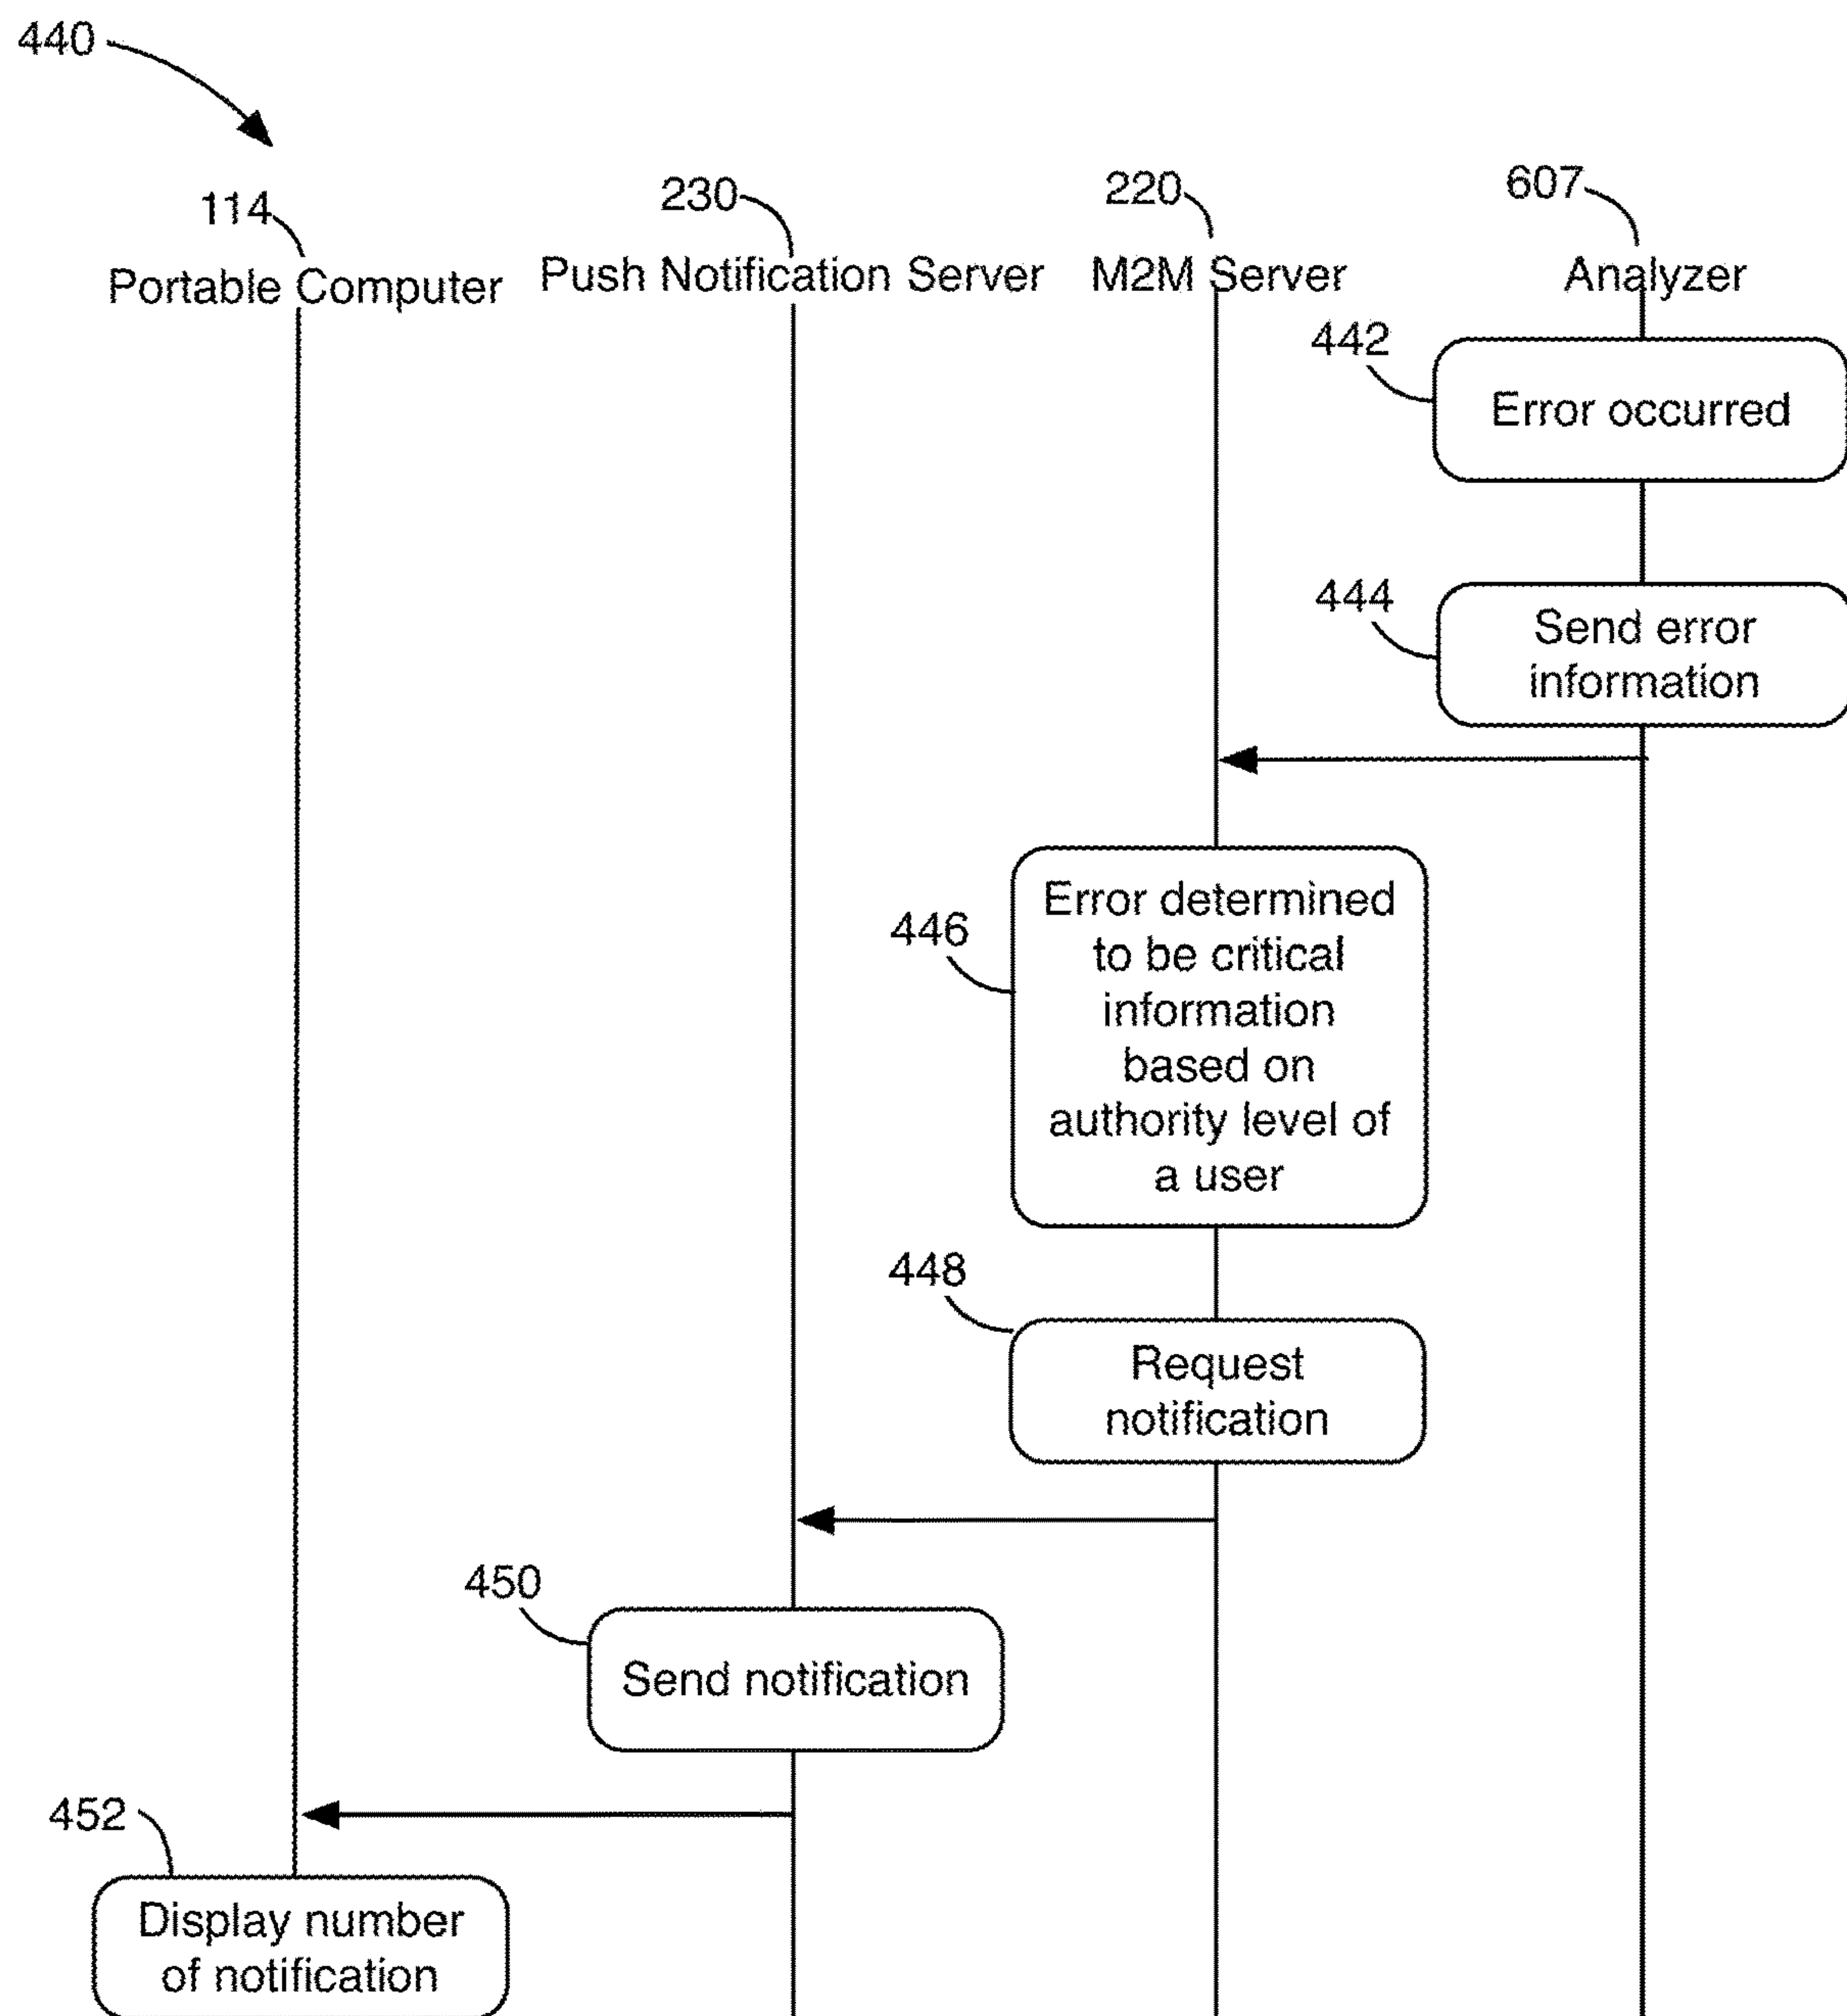 440
114
230
220
607
Portable Computer
Push Notification Server
M2M Server
Analyzer
442
Error occurred
444
Send error
information
446
Error determined
to be critical
information
based on
authority level of
a user
448
Request
notification
450
Send notification
452
Display number
of notification